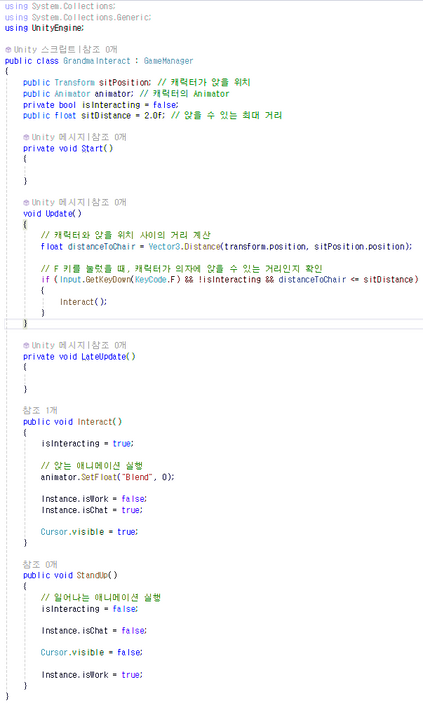 using System.Collections;
using System.Collections.Generic;
using UnityEngine;
Unity 스크립트 | 참조 0개
public class GrandmaInteract : GameManager
{
public Transform sitPosition; // 캐릭터가 앉을 위치
public Animator animator; // 캐릭터의 Animator
private bool isInteracting = false;
public float sitDistance = 2.0f; // 앉을 수 있는 최대 거리
Unity 메시지 | 참조 0개
private void Start()
{
}
Unity 메시지 | 참조 0개
void Update()
{
// 캐릭터와 앉을 위치 사이의 거리 계산
float distanceToChair = Vector3.Distance(transform.position, sitPosition.position);
// F 키를 눌렀을 때, 캐릭터가 의자에 앉을 수 있는 거리인지 확인
if (Input.GetKeyDown(KeyCode.F) && !isInteracting && distanceToChair <= sitDistance)
{
Interact();
}
}
Unity 메시지 | 참조 0개
private void LateUpdate()
{
}
참조 1개
public void Interact()
{
isInteracting = true;
// 앉는 애니메이션 실행
animator.SetFloat("Blend", 0);
Instance.isWork = false;
Instance.isChat = true;
Cursor.visible = true;
}
참조 0개
public void StandUp()
{
// 일어나는 애니메이션 실행
isInteracting = false;
Instance.isChat = false;
Cursor.visible = false;
Instance.isWork = true;
}
}